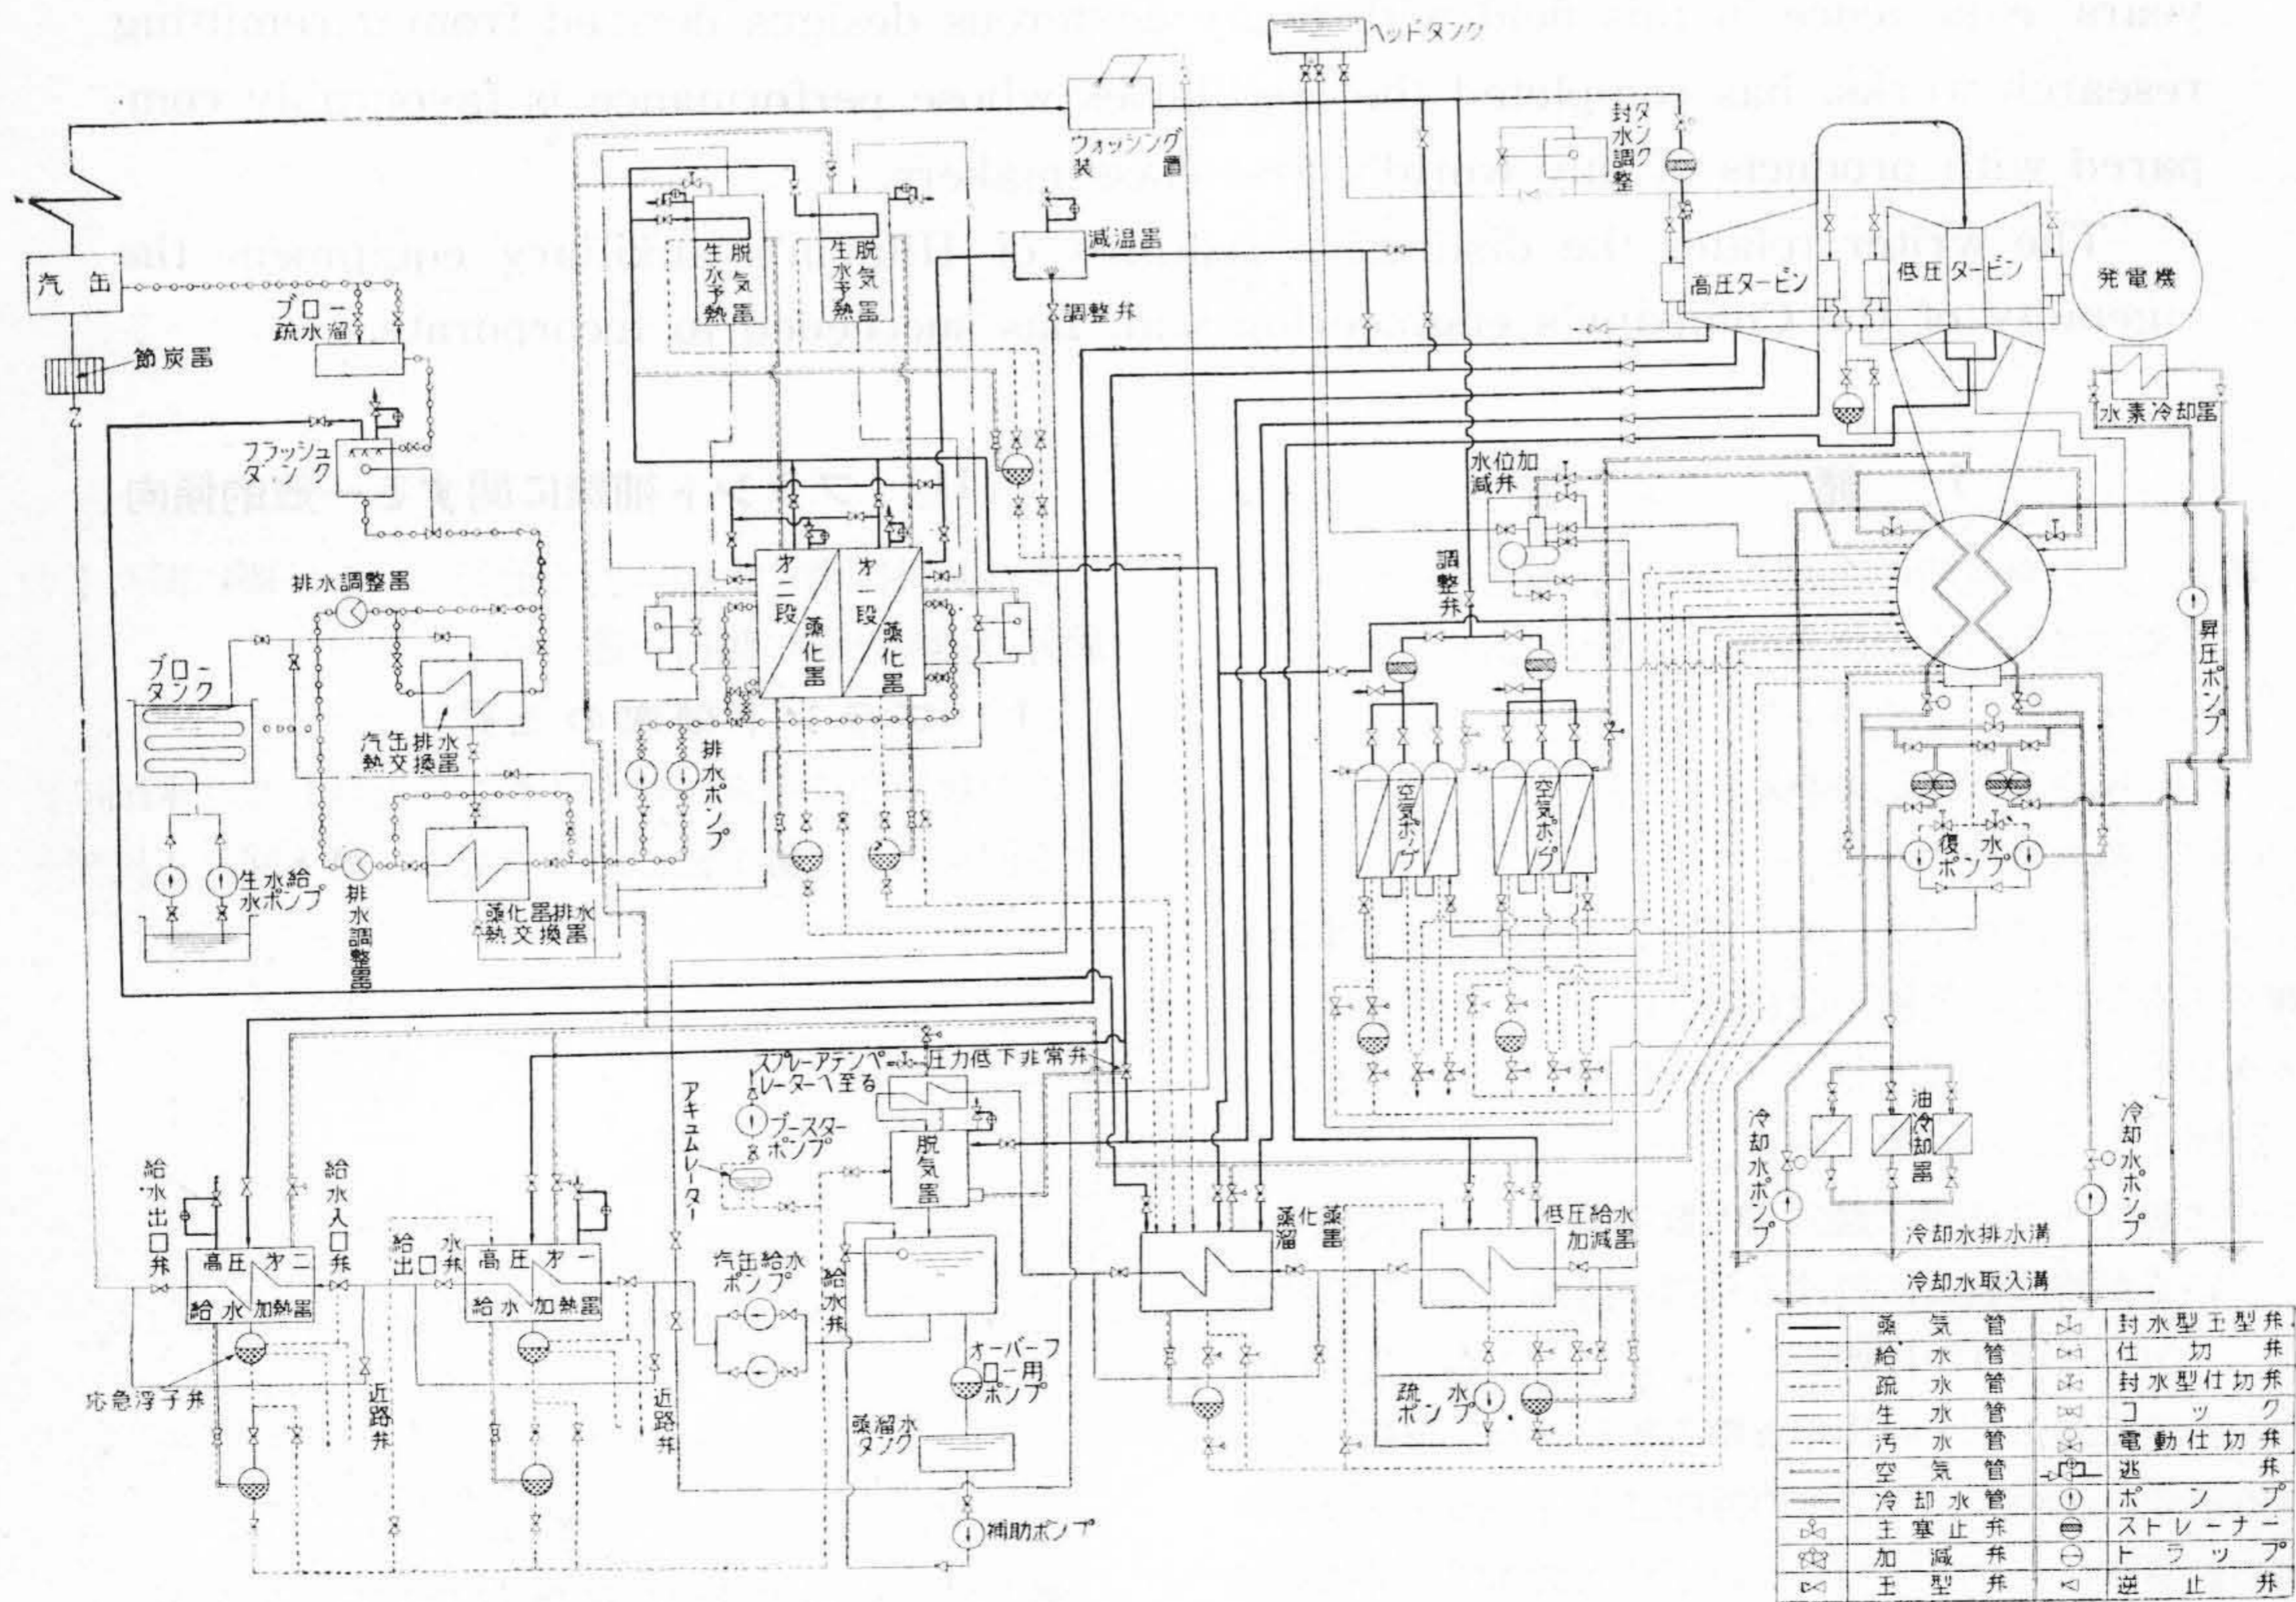 ヘッドタンク
ウォッシング
装置
封水調整
タンク
減温器
調整弁
高圧タービン
低圧タービン
発電機
水素冷却器
汽缶
節炭器
ブロー
疏水溜
フラッシュ
タンク
脱気器
生水予熱
脱気器
生水予熱
水位加
減弁
調整弁
排水調整器
ブロー
タンク
汽缶排水
熱交換器
才二段
蒸化器
才一段
蒸化器
排水ポンプ
昇圧ポンプ
空気ポンプ
空気ポンプ
復水
ポンプ
生水給
水ポンプ
排水調整器
蒸化器排水
熱交換器
スプレーアテンペ
レーターヘ至る
圧力低下非常弁
アキュムレーター
ブースター
ポンプ
脱気器
冷却水ポンプ
油冷却器
冷却水ポンプ
給水出口弁
給水入口弁
高圧才二
給水加熱器
給水
出口弁
高圧才一
給水加熱器
汽缶給水
ポンプ
給水弁
蒸化蒸
溜器
低圧給水
加減器
冷却水排水溝
冷却水取入溝
応急浮子弁
近路弁
近路弁
オーバーフ
ロー用
ポンプ
蒸溜水
タンク
疏水
ポンプ
補助ポンプ
蒸気管 封水型玉型弁
給水管 仕切弁
疏水管 封水型仕切弁
生水管 コック
汚水管 電動仕切弁
空気管 逃弁
冷却水管 ポンプ
主塞止弁 ストレーナー
加減弁 トラップ
玉型弁 逆止弁